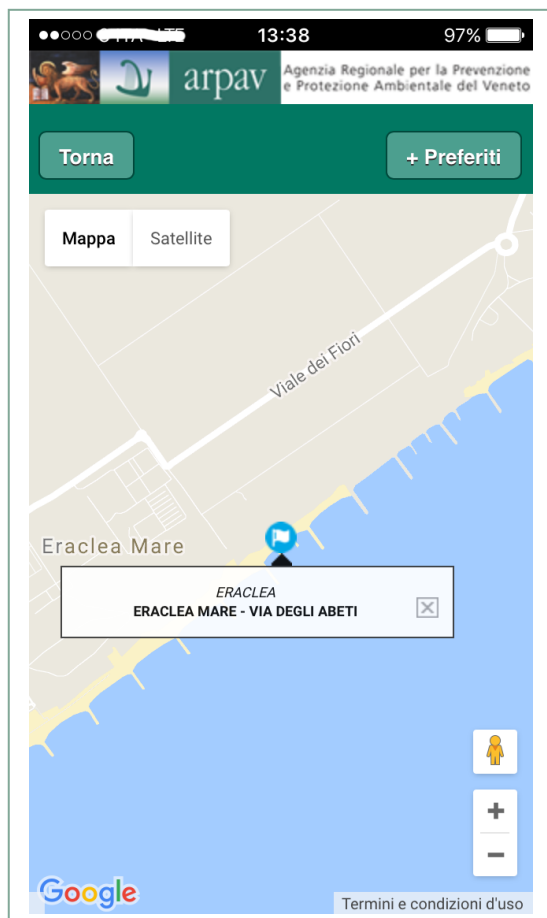 LTE 13:38 97%
arpav Agenzia Regionale per la Prevenzione
e Protezione Ambientale del Veneto
Torna + Preferiti
Mappa Satellite
Viale dei Fiori
Eraclea Mare
ERACLEA
ERACLEA MARE - VIA DEGLI ABETI
+
−
Google
Termini e condizioni d'uso